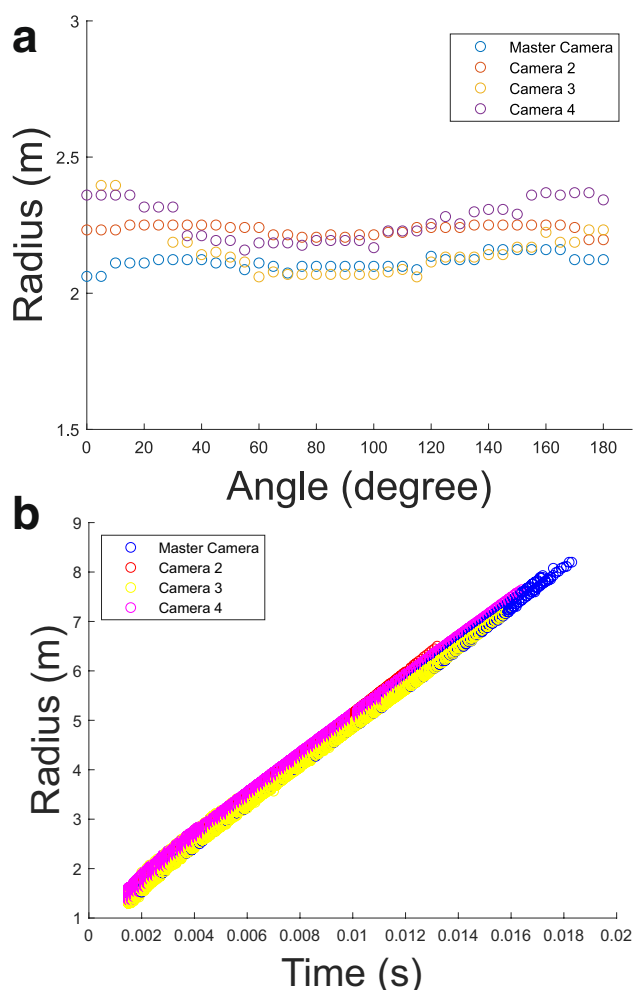 a
3
2.5
2
1.5
Radius (m)
Master Camera
Camera 2
Camera 3
Camera 4
0 20 40 60 80 100 120 140 160 180
Angle (degree)
b
9
8
7
6
5
4
3
2
1
Radius (m)
Master Camera
Camera 2
Camera 3
Camera 4
0 0.002 0.004 0.006 0.008 0.01 0.012 0.014 0.016 0.018 0.02
Time (s)